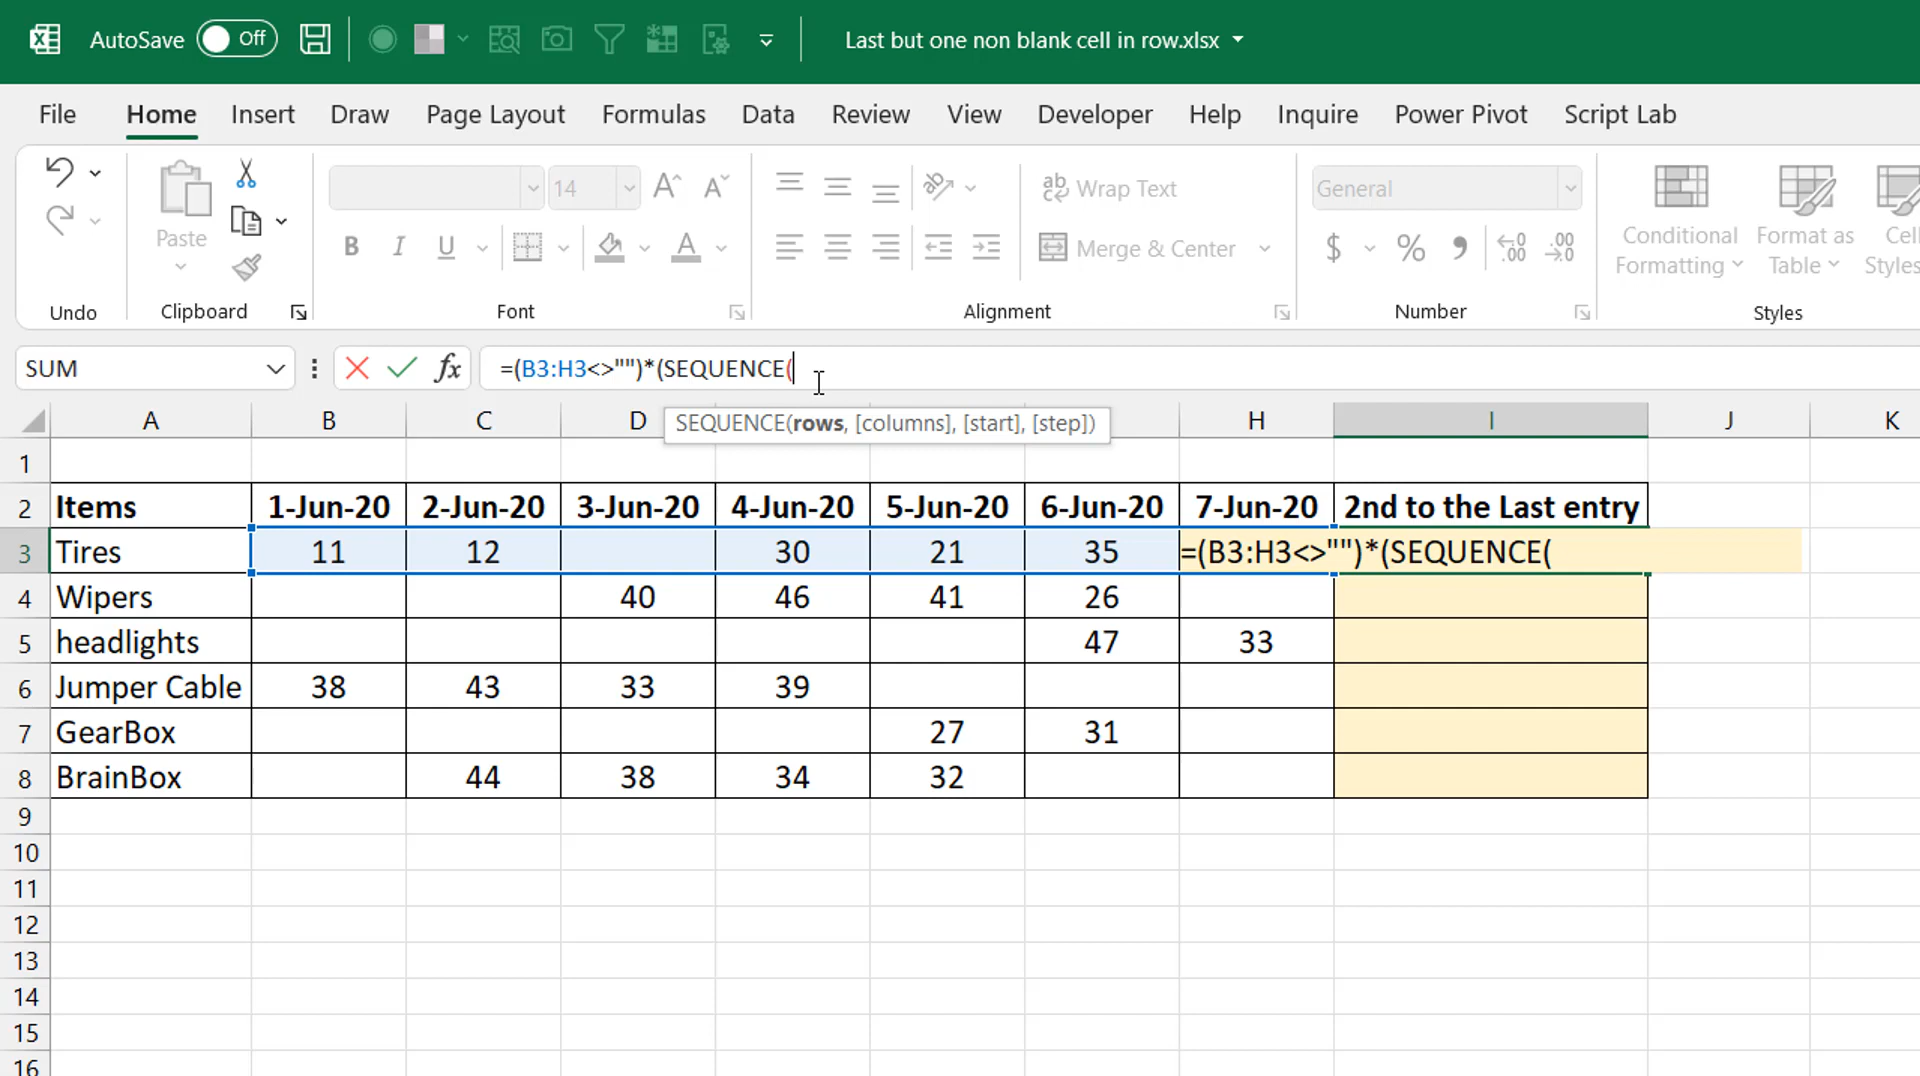 AutoSave Off Last but one non blank cell in row.xlsx
File Home Insert Draw Page Layout Formulas Data Review View Developer Help Inquire Power Pivot Script Lab
14 A A ab Wrap Text General
Paste B I U A Merge & Center $ % 9 .00 .00 Conditional Formatting Format as Table Cell Styles
Undo Clipboard Font Alignment Number Styles
SUM fx =(B3:H3<>"")*(SEQUENCE(
SEQUENCE(rows, [columns], [start], [step])
A B C D H I J K
1
2 Items 1-Jun-20 2-Jun-20 3-Jun-20 4-Jun-20 5-Jun-20 6-Jun-20 7-Jun-20 2nd to the Last entry
3 Tires 11 12 30 21 35 =(B3:H3<>"")*(SEQUENCE(
4 Wipers 40 46 41 26
5 headlights 47 33
6 Jumper Cable 38 43 33 39
7 GearBox 27 31
8 BrainBox 44 38 34 32
9
10
11
12
13
14
15
16